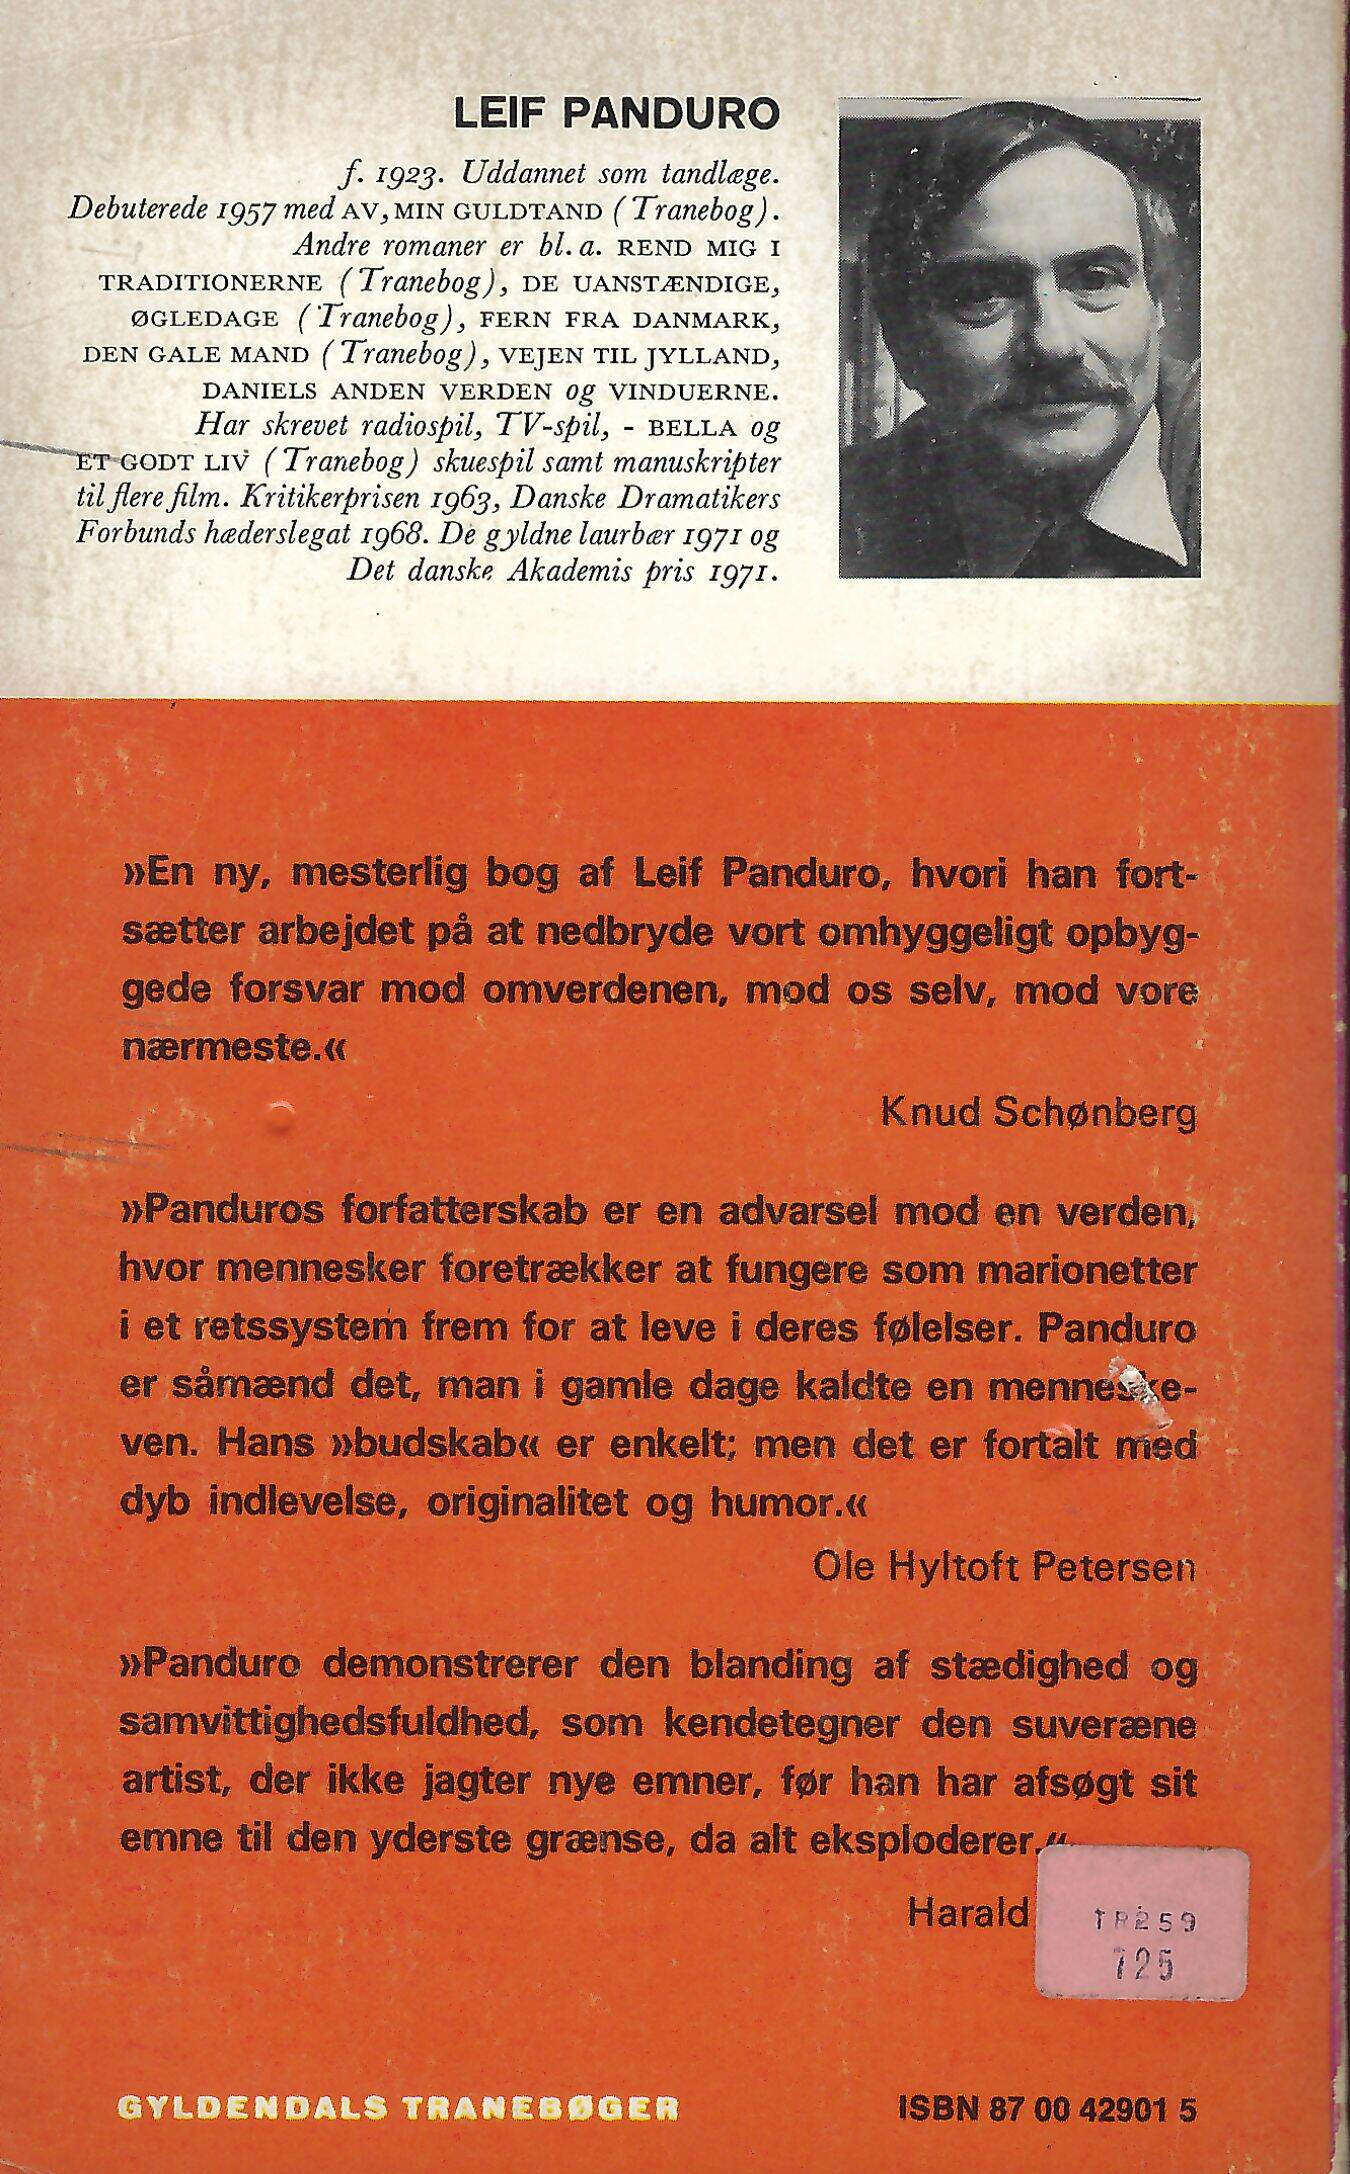 LEIF PANDURO
f. 1923. Uddannet som tandlæge.
Debuterede 1957 med AV, MIN GULDTAND (Tranebog).
Andre romaner er bl. a. REND MIG I
TRADITIONERNE (Tranebog), DE UANSTÆNDIGE,
ØGLEDAGE (Tranebog), FERN FRA DANMARK,
DEN GALE MAND (Tranebog), VEJEN TIL JYLLAND,
DANIELS ANDEN VERDEN og VINDUERNE.
Har skrevet radiospil, TV-spil, - BELLA og
ET GODT LIV (Tranebog) skuespil samt manuskripter
til flere film. Kritikerprisen 1963, Danske Dramatikers
Forbunds hæderslegat 1968. De gyldne laurbær 1971 og
Det danske Akademis pris 1971.
»En ny, mesterlig bog af Leif Panduro, hvori han fort-
sætter arbejdet på at nedbryde vort omhyggeligt opbyg-
gede forsvar mod omverdenen, mod os selv, mod vore
nærmeste.«
Knud Schønberg
»Panduros forfatterskab er en advarsel mod en verden,
hvor mennesker foretrækker at fungere som marionetter
i et retssystem frem for at leve i deres følelser. Panduro
er såmænd det, man i gamle dage kaldte en menneske-
ven. Hans »budskab« er enkelt; men det er fortalt med
dyb indlevelse, originalitet og humor.«
Ole Hyltoft Petersen
»Panduro demonstrerer den blanding af stædighed og
samvittighedsfuldhed, som kendetegner den suveræne
artist, der ikke jagter nye emner, før han har afsøgt sit
emne til den yderste grænse, da alt eksploderer.«
Harald
TR259
725
GYLDENDALS TRANEBØGER
ISBN 87 00 42901 5